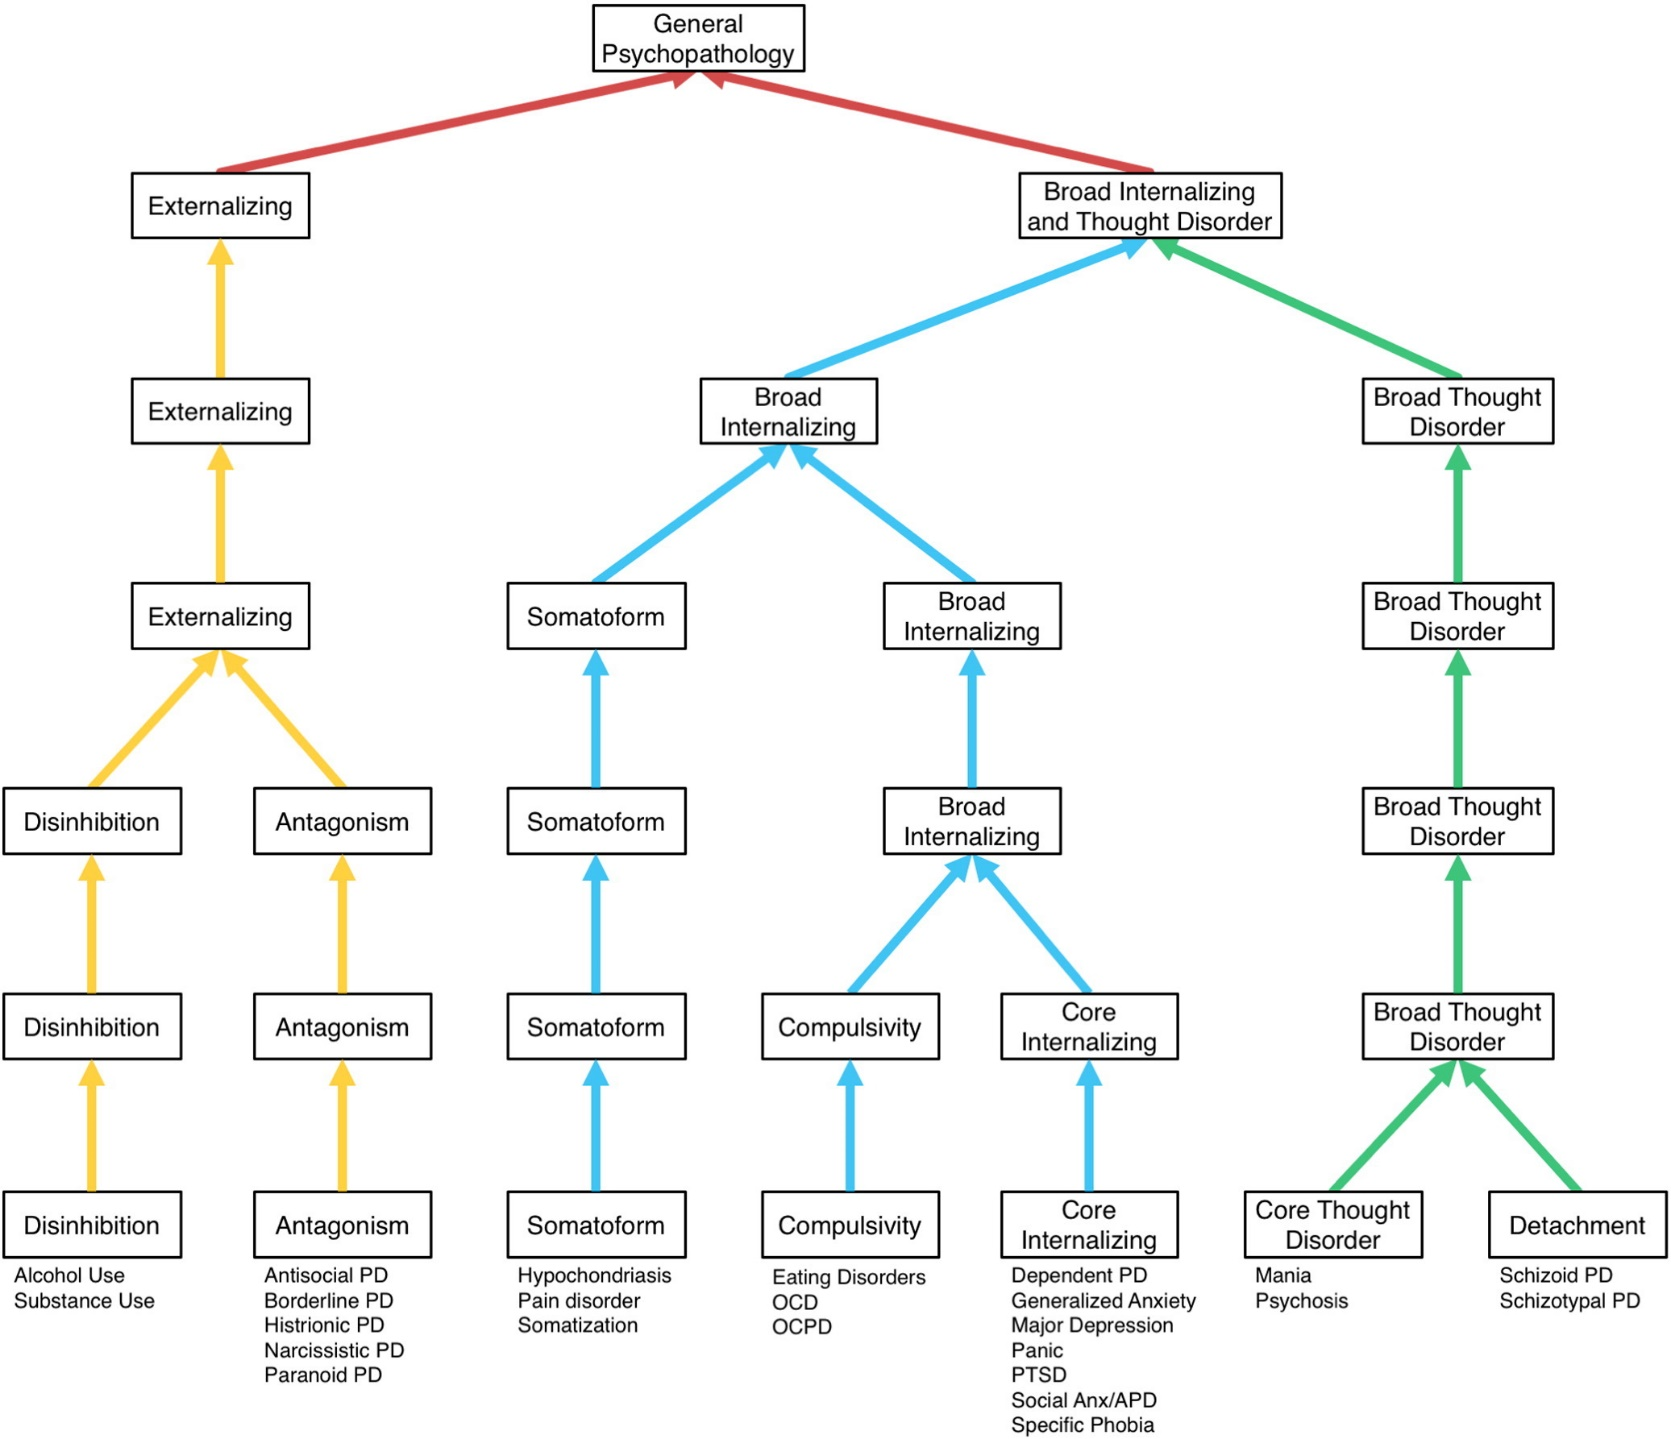 General
Psychopathology
Externalizing
Broad Internalizing
and Thought Disorder
Externalizing
Broad
Internalizing
Broad Thought
Disorder
Externalizing
Somatoform
Broad
Internalizing
Broad Thought
Disorder
Disinhibition
Antagonism
Somatoform
Broad
Internalizing
Broad Thought
Disorder
Disinhibition
Antagonism
Somatoform
Compulsivity
Core
Internalizing
Broad Thought
Disorder
Disinhibition
Alcohol Use
Substance Use
Antagonism
Antisocial PD
Borderline PD
Histrionic PD
Narcissistic PD
Paranoid PD
Somatoform
Hypochondriasis
Pain disorder
Somatization
Compulsivity
Eating Disorders
OCD
OCPD
Core
Internalizing
Dependent PD
Generalized Anxiety
Major Depression
Panic
PTSD
Social Anx/APD
Specific Phobia
Core Thought
Disorder
Mania
Psychosis
Detachment
Schizoid PD
Schizotypal PD